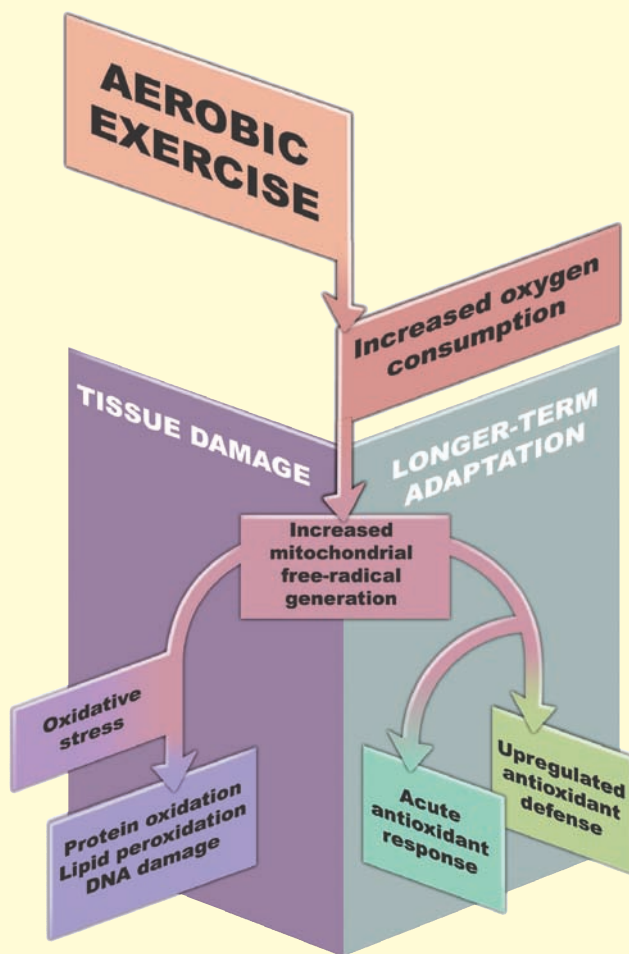 AEROBIC
EXERCISE
Increased oxygen
consumption
TISSUE DAMAGE
LONGER-TERM
ADAPTATION
Increased
mitochondrial
free-radical
generation
Oxidative
stress
Protein oxidation
Lipid peroxidation
DNA damage
Acute
antioxidant
response
Upregulated
antioxidant
defense